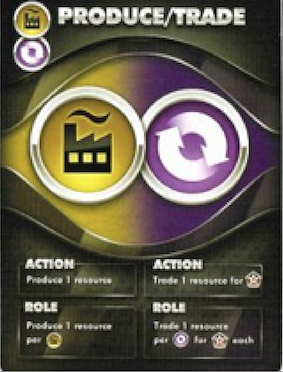 PRODUCE/TRADE
ACTION
Produce 1 resource
ACTION
Trade 1 resource for
ROLE
Produce 1 resource
per
ROLE
Trade 1 resource
per for each